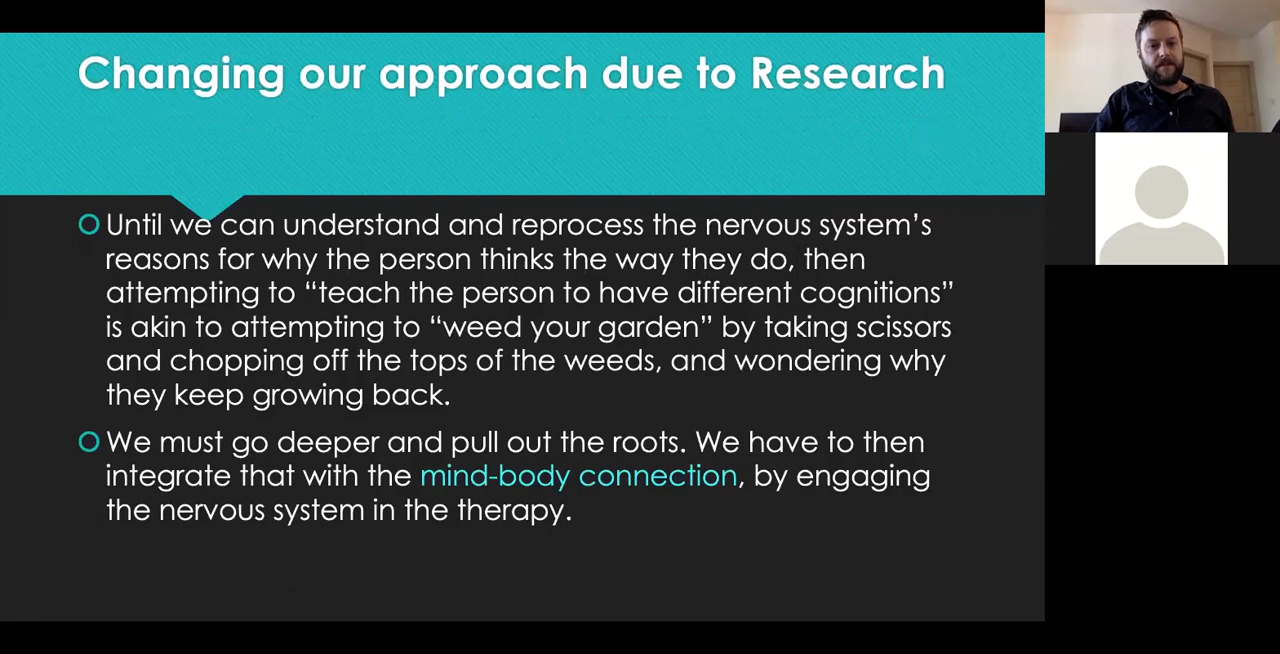 Changing our approach due to Research
Until we can understand and reprocess the nervous system’s
reasons for why the person thinks the way they do, then
attempting to “teach the person to have different cognitions”
is akin to attempting to “weed your garden” by taking scissors
and chopping off the tops of the weeds, and wondering why
they keep growing back.
We must go deeper and pull out the roots. We have to then
integrate that with the mind-body connection, by engaging
the nervous system in the therapy.